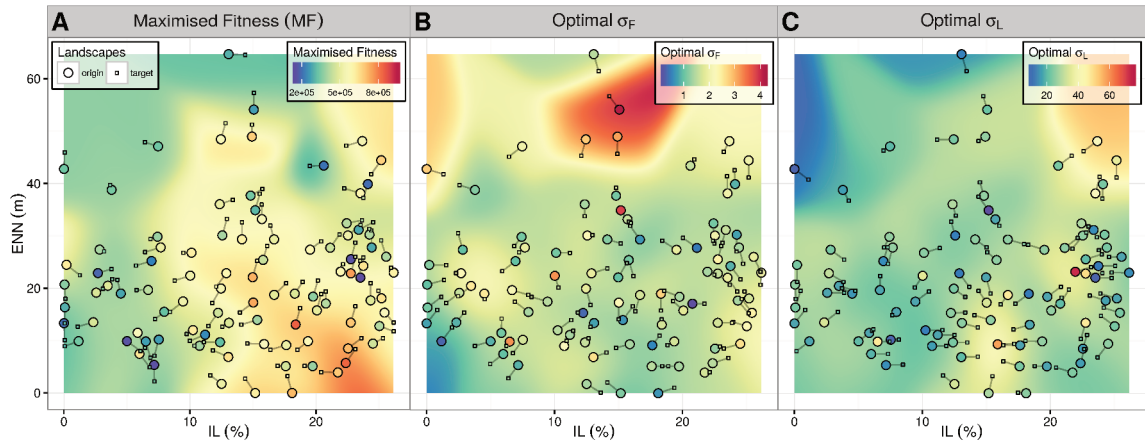 A Maximised Fitness (MF)
B Optimal σF
C Optimal σL
Landscapes
origin target
Maximised Fitness
2e+05 5e+05 8e+05
Optimal σF
1 2 3 4
Optimal σL
20 40 60
ENN (m)
60
40
20
0
0 10 20
0 10 20
0 10 20
IL (%)
IL (%)
IL (%)